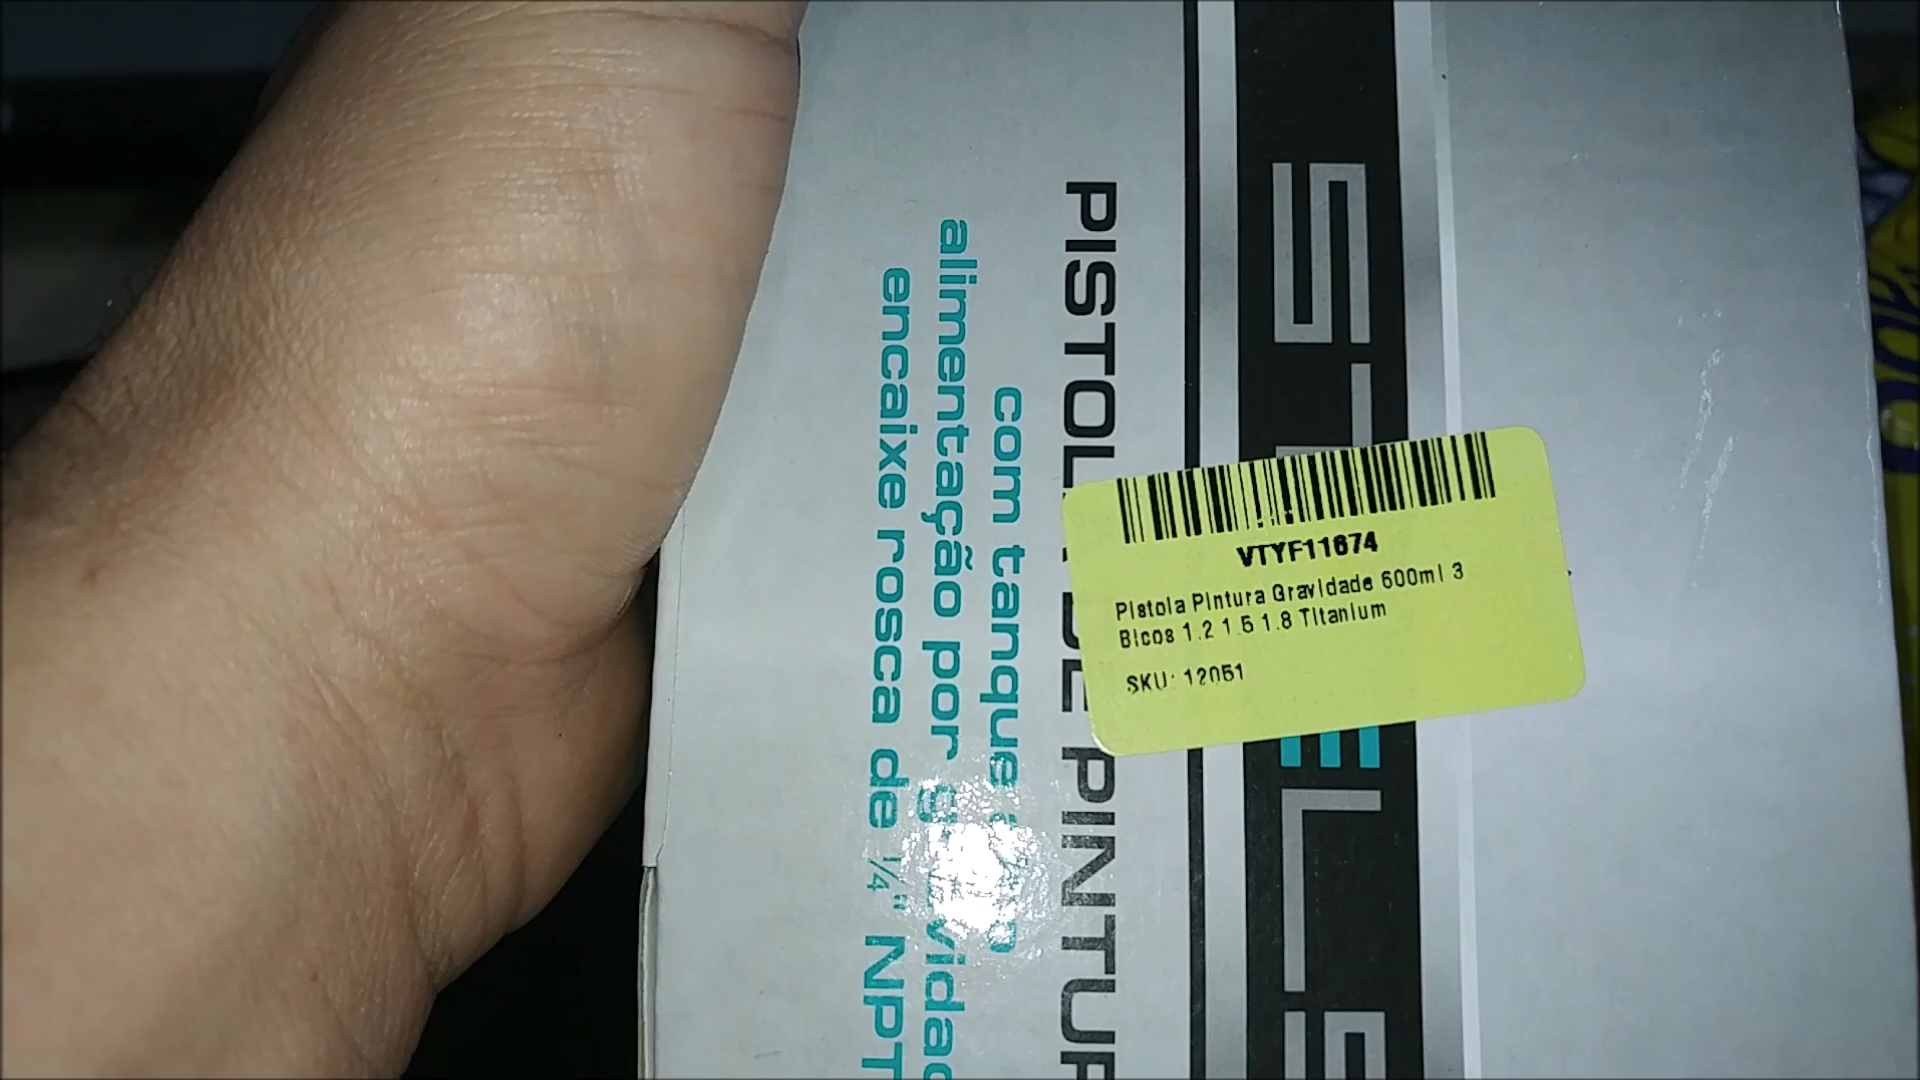 PISTOL
DE PINTUR
com tanque
alimentação por
encaixe rosca de ¼" NPT
VTYF11674
Pistola Pintura Gravidade 600ml 3
Bicos 1.2 1.5 1.8 Titanium
SKU: 12051